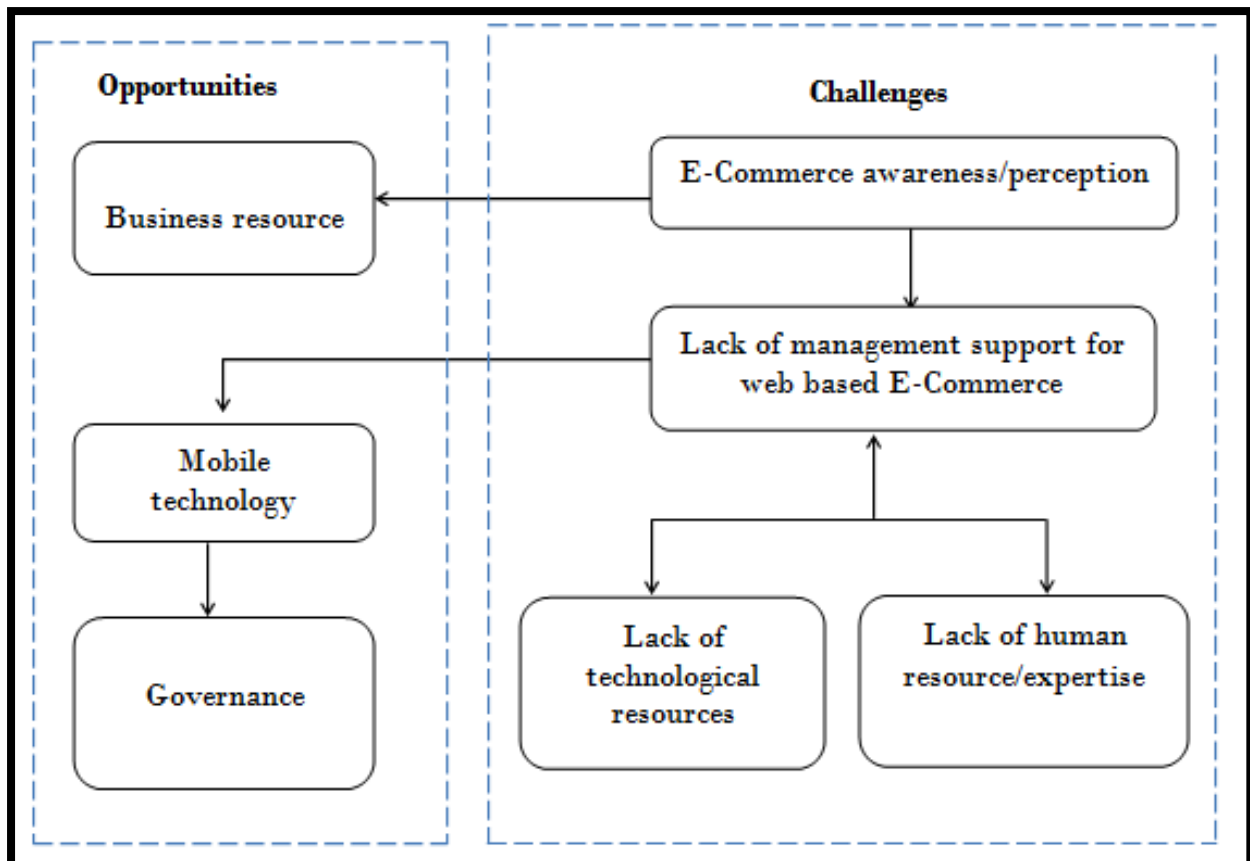 Opportunities
Business resource
Mobile
technology
Governance
Challenges
E-Commerce awareness/perception
Lack of management support for
web based E-Commerce
Lack of
technological
resources
Lack of human
resource/expertise